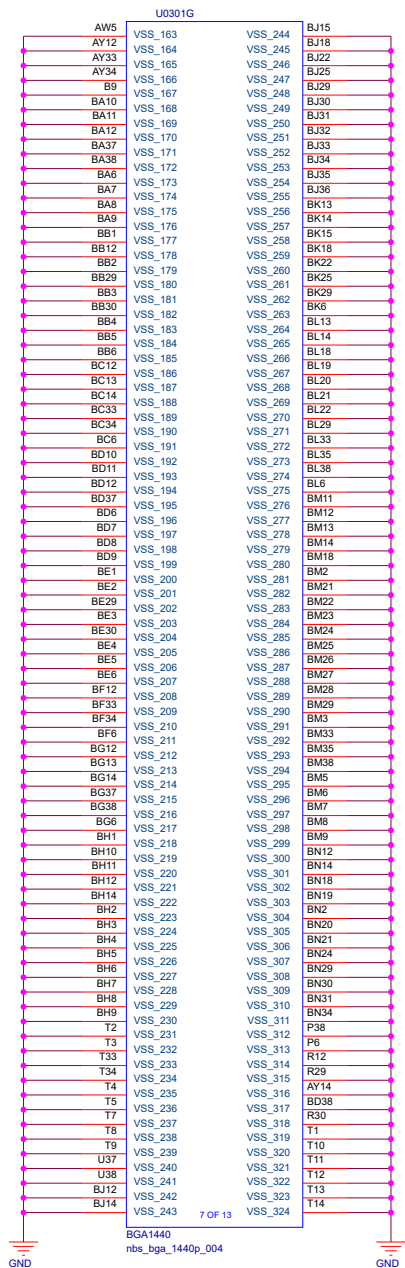 U0301G
AW5 VSS_163 VSS_244 BJ15
AY12 VSS_164 VSS_245 BJ18
AY33 VSS_165 VSS_246 BJ22
AY34 VSS_166 VSS_247 BJ25
B9 VSS_167 VSS_248 BJ29
BA10 VSS_168 VSS_249 BJ30
BA11 VSS_169 VSS_250 BJ31
BA12 VSS_170 VSS_251 BJ32
BA37 VSS_171 VSS_252 BJ33
BA38 VSS_172 VSS_253 BJ34
BA6 VSS_173 VSS_254 BJ35
BA7 VSS_174 VSS_255 BJ36
BA8 VSS_175 VSS_256 BK13
BA9 VSS_176 VSS_257 BK14
BB1 VSS_177 VSS_258 BK15
BB12 VSS_178 VSS_259 BK18
BB2 VSS_179 VSS_260 BK22
BB29 VSS_180 VSS_261 BK25
BB3 VSS_181 VSS_262 BK29
BB30 VSS_182 VSS_263 BK6
BB4 VSS_183 VSS_264 BL13
BB5 VSS_184 VSS_265 BL14
BB6 VSS_185 VSS_266 BL18
BC12 VSS_186 VSS_267 BL19
BC13 VSS_187 VSS_268 BL20
BC14 VSS_188 VSS_269 BL21
BC33 VSS_189 VSS_270 BL22
BC34 VSS_190 VSS_271 BL29
BC6 VSS_191 VSS_272 BL33
BD10 VSS_192 VSS_273 BL35
BD11 VSS_193 VSS_274 BL38
BD12 VSS_194 VSS_275 BL6
BD37 VSS_195 VSS_276 BM11
BD6 VSS_196 VSS_277 BM12
BD7 VSS_197 VSS_278 BM13
BD8 VSS_198 VSS_279 BM14
BD9 VSS_199 VSS_280 BM18
BE1 VSS_200 VSS_281 BM2
BE2 VSS_201 VSS_282 BM21
BE29 VSS_202 VSS_283 BM22
BE3 VSS_203 VSS_284 BM23
BE30 VSS_204 VSS_285 BM24
BE4 VSS_205 VSS_286 BM25
BE5 VSS_206 VSS_287 BM26
BE6 VSS_207 VSS_288 BM27
BF12 VSS_208 VSS_289 BM28
BF33 VSS_209 VSS_290 BM29
BF34 VSS_210 VSS_291 BM3
BF6 VSS_211 VSS_292 BM33
BG12 VSS_212 VSS_293 BM35
BG13 VSS_213 VSS_294 BM38
BG14 VSS_214 VSS_295 BM5
BG37 VSS_215 VSS_296 BM6
BG38 VSS_216 VSS_297 BM7
BG6 VSS_217 VSS_298 BM8
BH1 VSS_218 VSS_299 BM9
BH10 VSS_219 VSS_300 BN12
BH11 VSS_220 VSS_301 BN14
BH12 VSS_221 VSS_302 BN18
BH14 VSS_222 VSS_303 BN19
BH2 VSS_223 VSS_304 BN2
BH3 VSS_224 VSS_305 BN20
BH4 VSS_225 VSS_306 BN21
BH5 VSS_226 VSS_307 BN24
BH6 VSS_227 VSS_308 BN29
BH7 VSS_228 VSS_309 BN30
BH8 VSS_229 VSS_310 BN31
BH9 VSS_230 VSS_311 BN34
T2 VSS_231 VSS_312 P38
T3 VSS_232 VSS_313 P6
T33 VSS_233 VSS_314 R12
T34 VSS_234 VSS_315 R29
T4 VSS_235 VSS_316 AY14
T5 VSS_236 VSS_317 BD38
T7 VSS_237 VSS_318 R30
T8 VSS_238 VSS_319 T1
T9 VSS_239 VSS_320 T10
U37 VSS_240 VSS_321 T11
U38 VSS_241 VSS_322 T12
BJ12 VSS_242 VSS_323 T13
BJ14 VSS_243 7 OF 13 VSS_324 T14
BGA1440
nbs_bga_1440p_004
GND GND